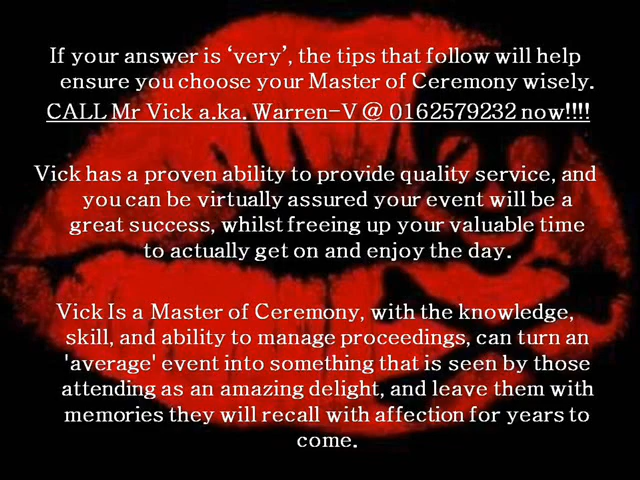 If your answer is ‘very’, the tips that follow will help
ensure you choose your Master of Ceremony wisely.
CALL Mr Vick a.ka. Warren-V @ 0162579232 now!!!!
Vick has a proven ability to provide quality service, and
you can be virtually assured your event will be a
great success, whilst freeing up your valuable time
to actually get on and enjoy the day.
Vick Is a Master of Ceremony, with the knowledge,
skill, and ability to manage proceedings, can turn an
'average' event into something that is seen by those
attending as an amazing delight, and leave them with
memories they will recall with affection for years to
come.